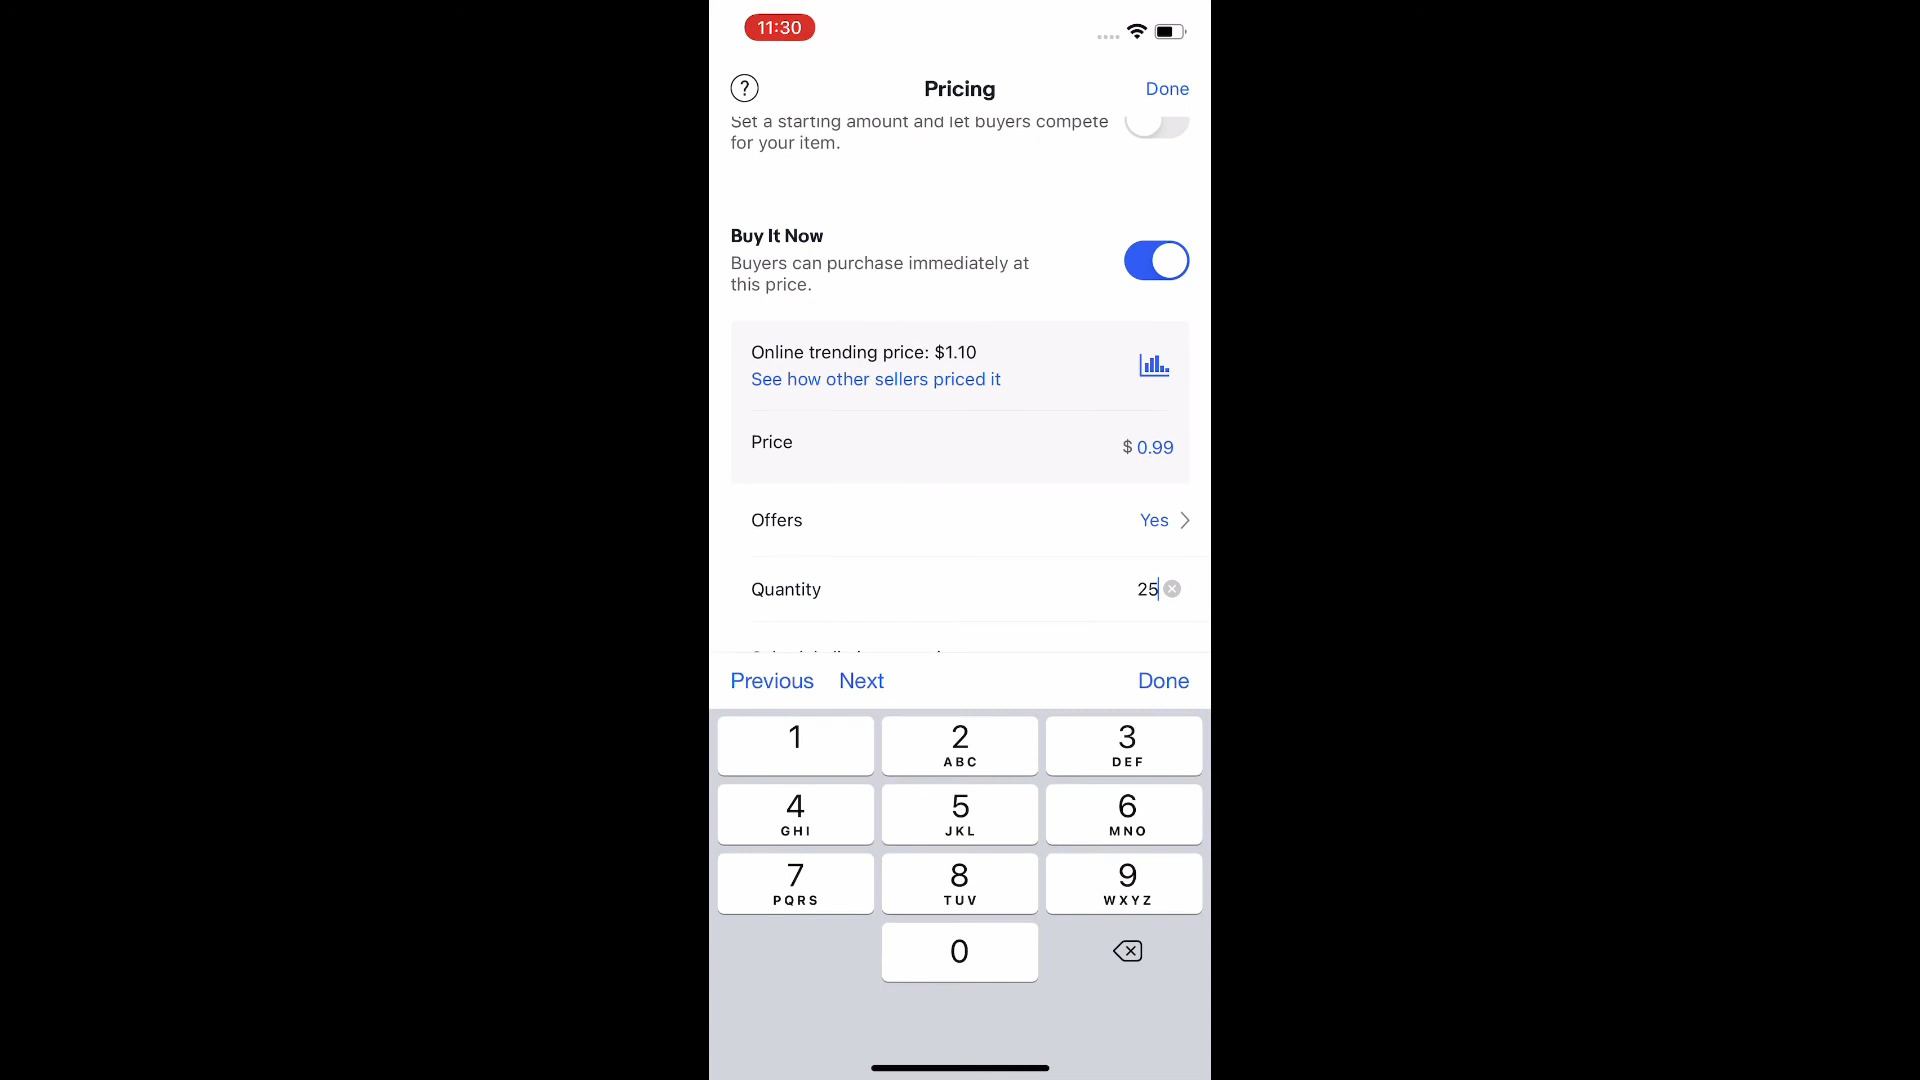 11:30
?
Pricing
Done
Set a starting amount and let buyers compete
for your item.
Buy It Now
Buyers can purchase immediately at
this price.
Online trending price: $1.10
See how other sellers priced it
Price
$ 0.99
Offers
Yes
Quantity
25
Previous
Next
Done
1
2
ABC
3
DEF
4
GHI
5
JKL
6
MNO
7
PQRS
8
TUV
9
WXYZ
0